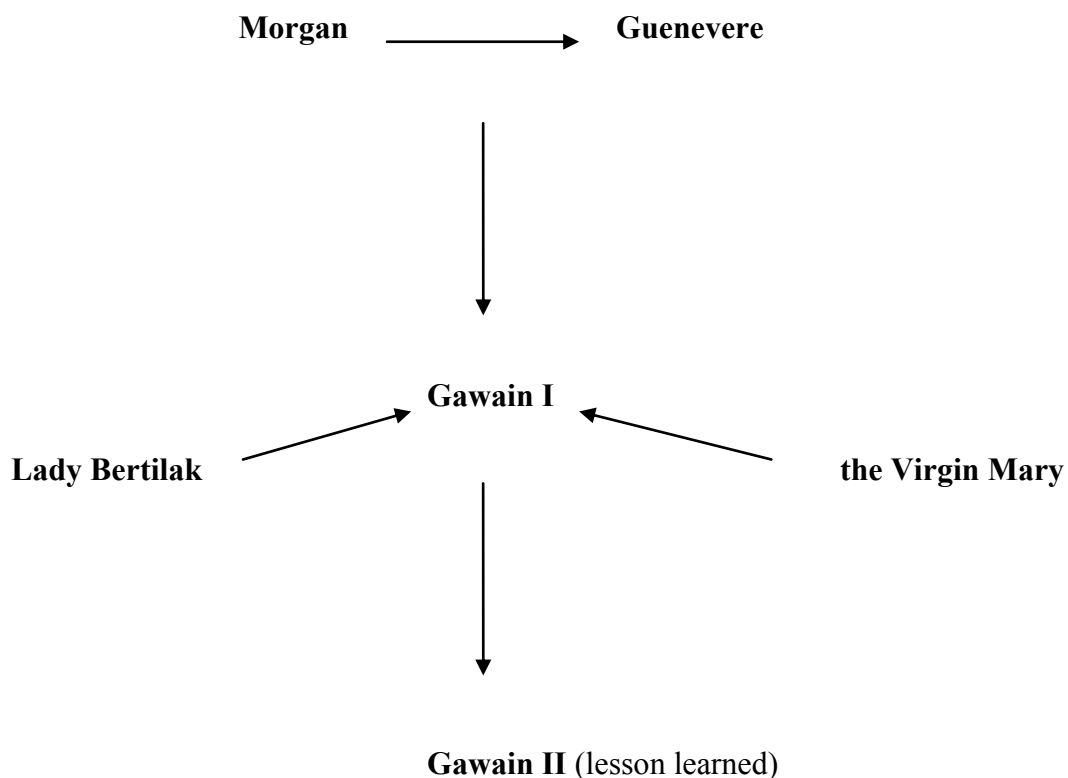 Morgan Guenevere
Gawain I
Lady Bertilak the Virgin Mary
Gawain II (lesson learned)